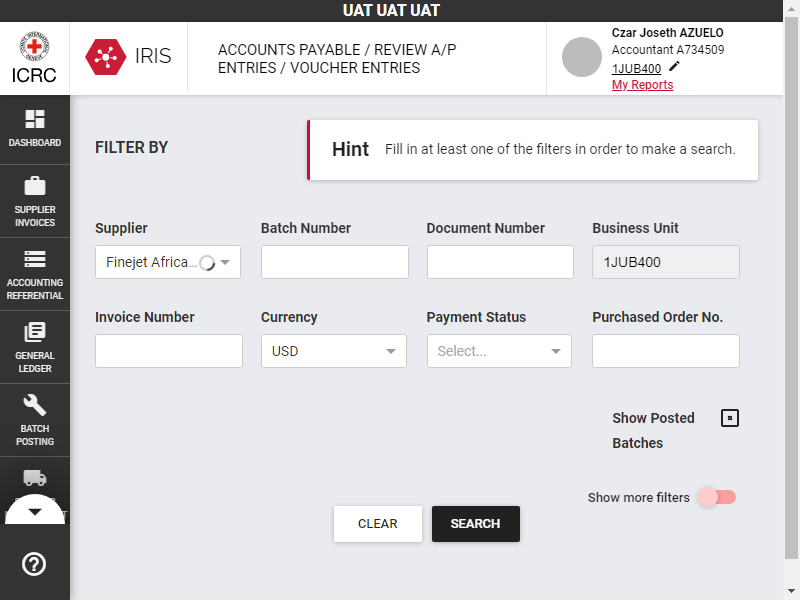 UAT UAT UAT
ICRC
IRIS
ACCOUNTS PAYABLE / REVIEW A/P
ENTRIES / VOUCHER ENTRIES
Czar Joseth AZUELO
Accountant A734509
1JUB400
My Reports
DASHBOARD
SUPPLIER
INVOICES
ACCOUNTING
REFERENTIAL
GENERAL
LEDGER
BATCH
POSTING
FILTER BY
Hint Fill in at least one of the filters in order to make a search.
Supplier Batch Number Document Number Business Unit
Finejet Africa... 1JUB400
Invoice Number Currency Payment Status Purchased Order No.
USD Select...
Show Posted
Batches
Show more filters
CLEAR SEARCH